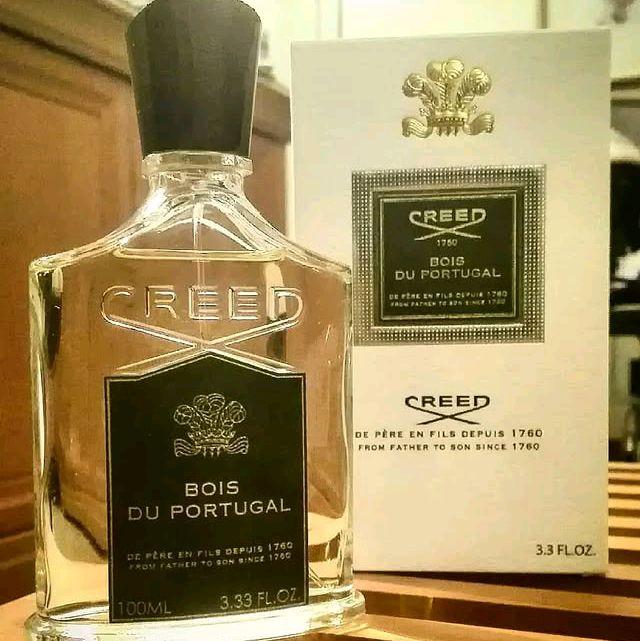 CREED
BOIS
DU PORTUGAL
DE PÈRE EN FILS DEPUIS 1760
FROM FATHER TO SON SINCE 1760
100ML 3.33 FL.OZ.
CREED
1760
BOIS
DU PORTUGAL
DE PÈRE EN FILS DEPUIS 1760
FROM FATHER TO SON SINCE 1760
CREED
DE PÈRE EN FILS DEPUIS 1760
FROM FATHER TO SON SINCE 1760
3.3 FL.OZ.